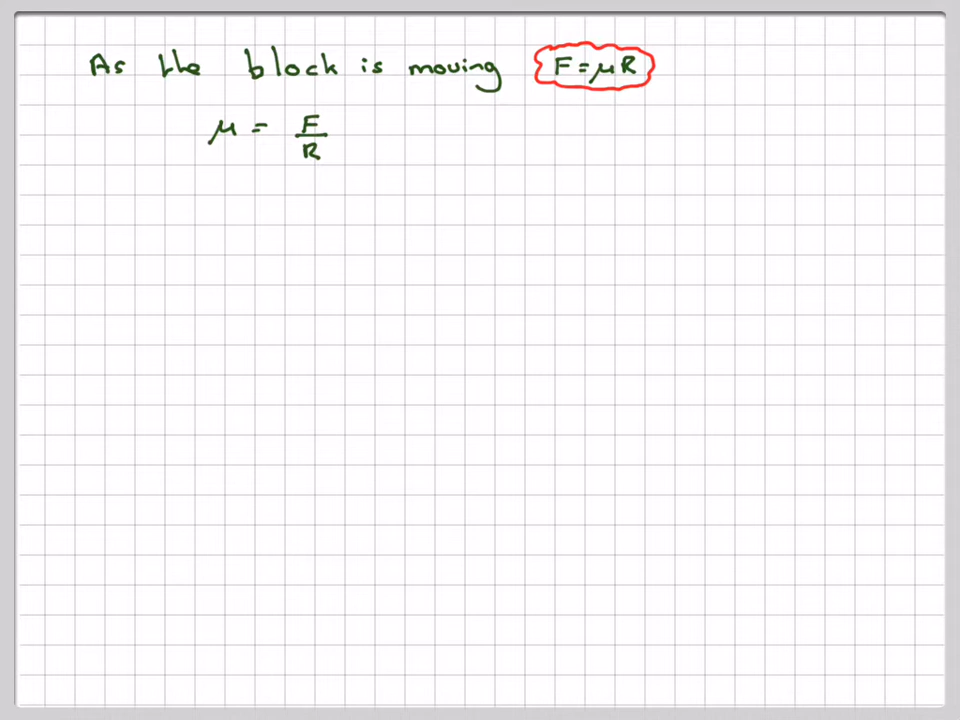 As the block is moving F = μR
μ = F/R